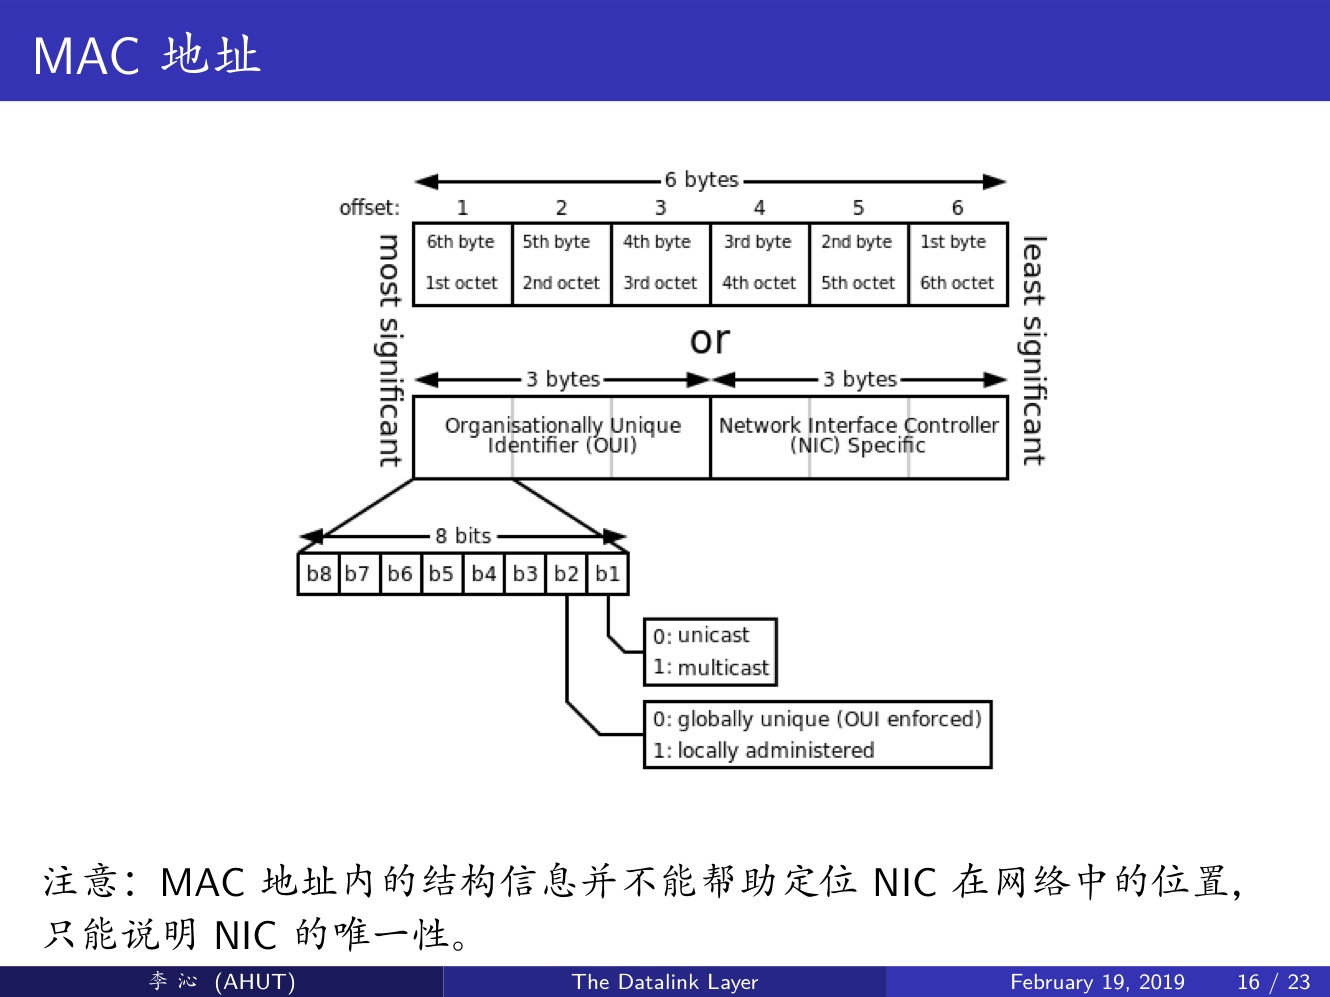 MAC 地址
6 bytes
offset: 1 2 3 4 5 6
most significant
6th byte 5th byte 4th byte 3rd byte 2nd byte 1st byte
1st octet 2nd octet 3rd octet 4th octet 5th octet 6th octet
least significant
or
3 bytes 3 bytes
Organisationally Unique
Identifier (OUI)
Network Interface Controller
(NIC) Specific
8 bits
b8 b7 b6 b5 b4 b3 b2 b1
0: unicast
1: multicast
0: globally unique (OUI enforced)
1: locally administered
注意：MAC 地址内的结构信息并不能帮助定位 NIC 在网络中的位置，
只能说明 NIC 的唯一性。
李 沁 (AHUT) The Datalink Layer February 19, 2019 16 / 23